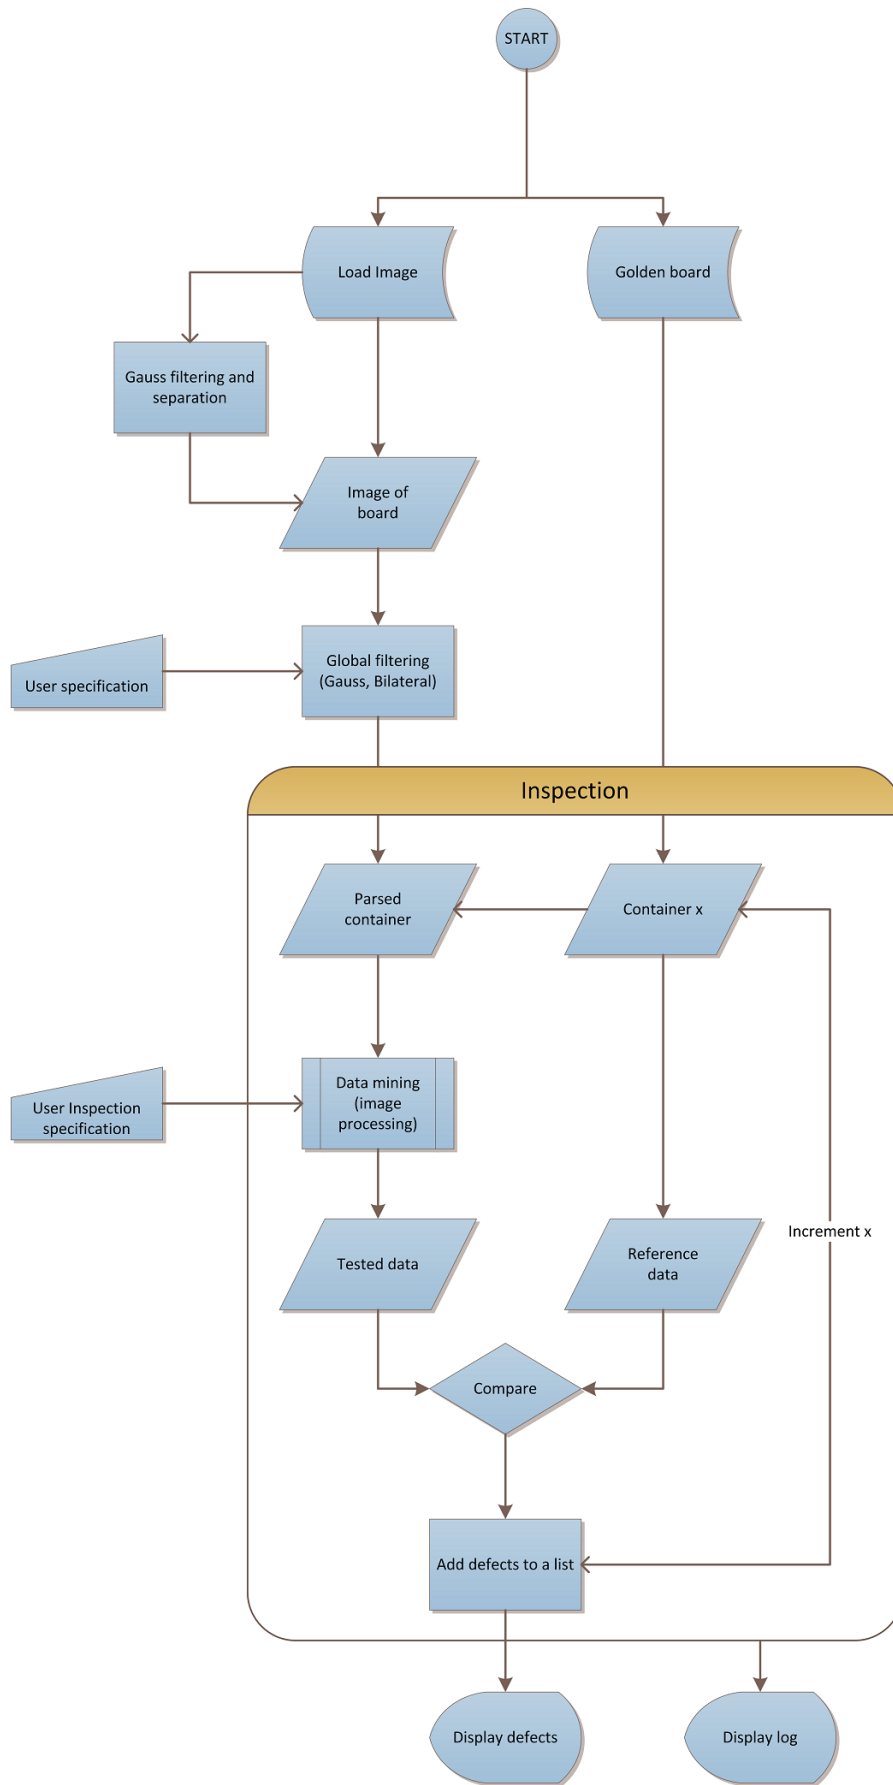 START
Load Image
Golden board
Gauss filtering and
separation
Image of
board
User specification
Global filtering
(Gauss, Bilateral)
Inspection
Parsed
container
Container x
User Inspection
specification
Data mining
(image
processing)
Tested data
Reference
data
Increment x
Compare
Add defects to a list
Display defects
Display log